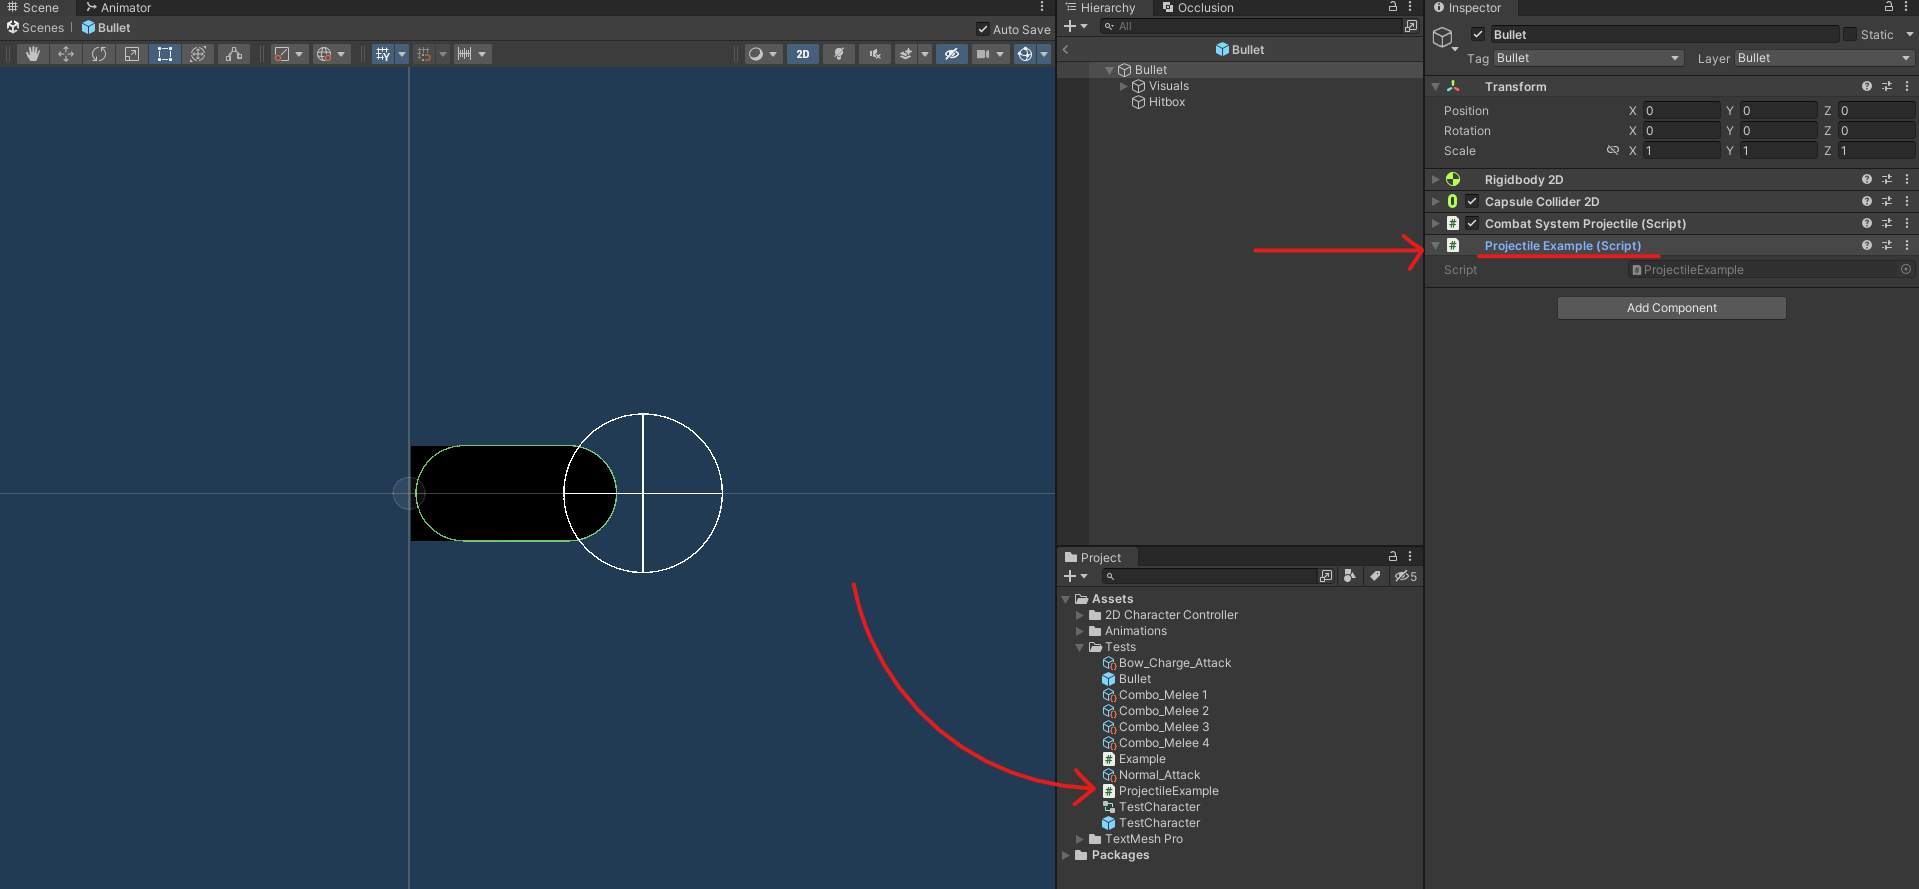 Scene
Animator
Scenes
Bullet
Auto Save
2D
Hierarchy
Occlusion
All
Bullet
Bullet
Visuals
Hitbox
Project
5
Assets
2D Character Controller
Animations
Tests
Bow_Charge_Attack
Bullet
Combo_Melee 1
Combo_Melee 2
Combo_Melee 3
Combo_Melee 4
Example
Normal_Attack
ProjectileExample
TestCharacter
TestCharacter
TextMesh Pro
Packages
Inspector
Bullet
Static
Tag Bullet Layer Bullet
Transform
Position X 0 Y 0 Z 0
Rotation X 0 Y 0 Z 0
Scale X 1 Y 1 Z 1
Rigidbody 2D
Capsule Collider 2D
# Combat System Projectile (Script)
# Projectile Example (Script)
Script # ProjectileExample
Add Component